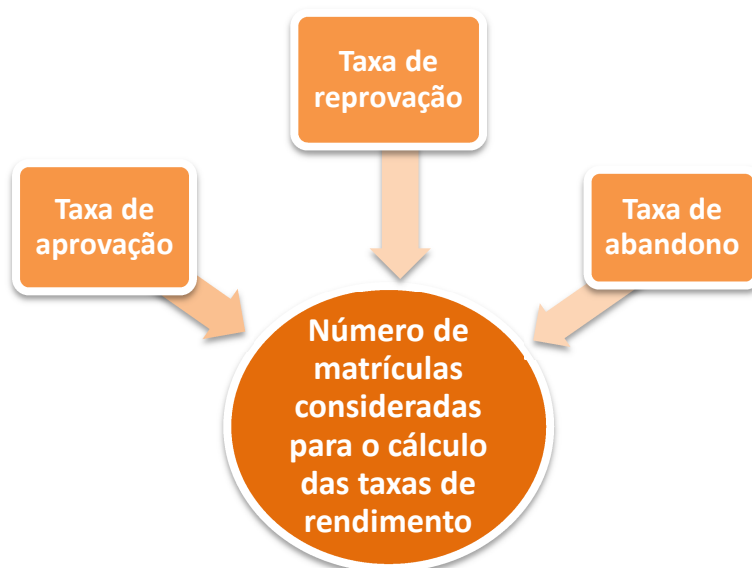 Taxa de
reprovação
Taxa de
aprovação
Taxa de
abandono
Número de
matrículas
consideradas
para o cálculo
das taxas de
rendimento